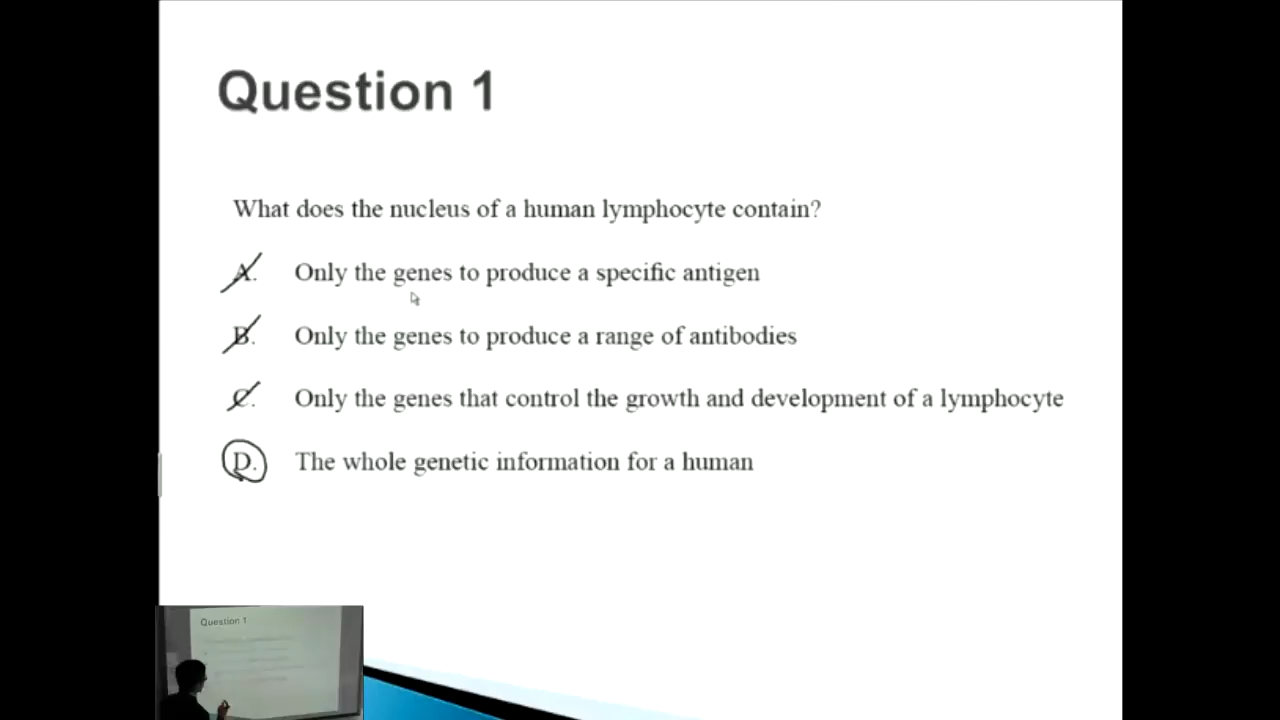 Question 1
What does the nucleus of a human lymphocyte contain?
A. Only the genes to produce a specific antigen
B. Only the genes to produce a range of antibodies
C. Only the genes that control the growth and development of a lymphocyte
D. The whole genetic information for a human
Question 1